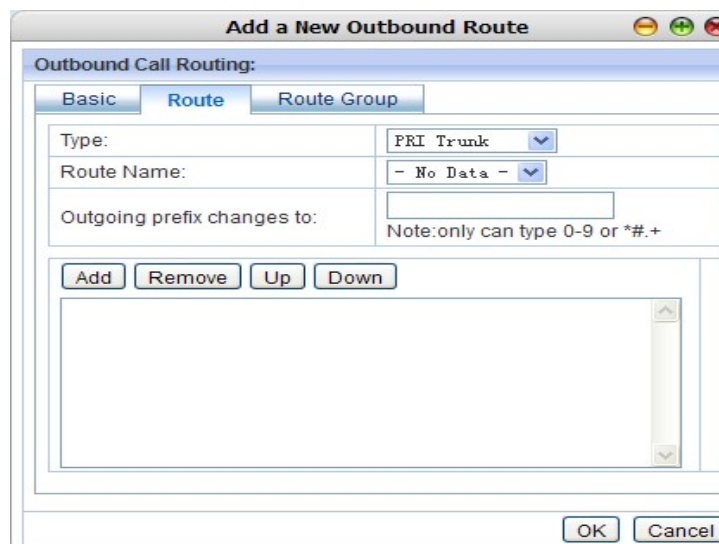 Add a New Outbound Route
Outbound Call Routing:
Basic Route Route Group
Type: PRI Trunk
Route Name: - No Data -
Outgoing prefix changes to:
Note:only can type 0-9 or *#.+
Add Remove Up Down
OK Cancel